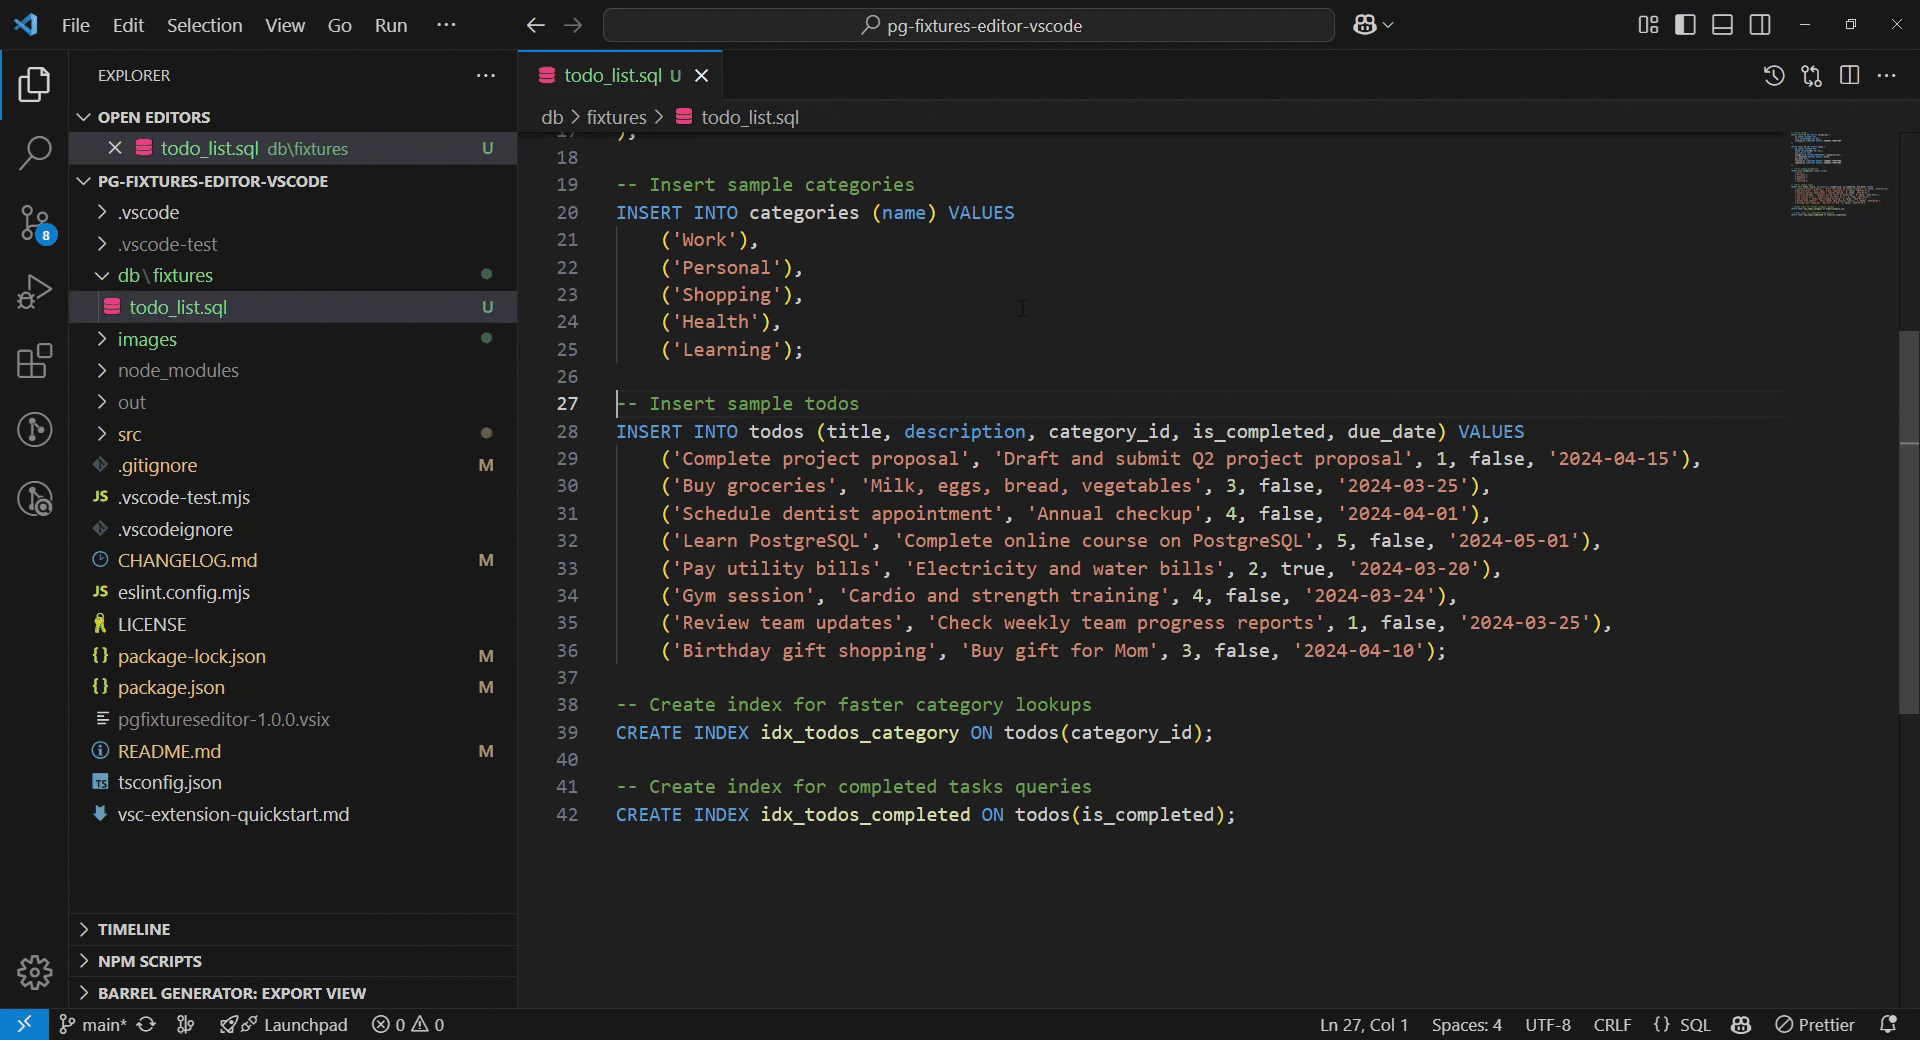 File Edit Selection View Go Run ···
pg-fixtures-editor-vscode
EXPLORER
OPEN EDITORS
todo_list.sql db\fixtures U
PG-FIXTURES-EDITOR-VSCODE
.vscode
.vscode-test
db\fixtures
todo_list.sql U
images
node_modules
out
src
.gitignore M
JS .vscode-test.mjs
.vscodeignore
CHANGELOG.md M
JS eslint.config.mjs
LICENSE
{} package-lock.json M
{} package.json M
pgfixtureseditor-1.0.0.vsix
README.md M
TS tsconfig.json
vsc-extension-quickstart.md
TIMELINE
NPM SCRIPTS
BARREL GENERATOR: EXPORT VIEW
8
todo_list.sql U
db > fixtures > todo_list.sql
17 );
18
19 -- Insert sample categories
20 INSERT INTO categories (name) VALUES
21 ('Work'),
22 ('Personal'),
23 ('Shopping'),
24 ('Health'),
25 ('Learning');
26
27 -- Insert sample todos
28 INSERT INTO todos (title, description, category_id, is_completed, due_date) VALUES
29 ('Complete project proposal', 'Draft and submit Q2 project proposal', 1, false, '2024-04-15'),
30 ('Buy groceries', 'Milk, eggs, bread, vegetables', 3, false, '2024-03-25'),
31 ('Schedule dentist appointment', 'Annual checkup', 4, false, '2024-04-01'),
32 ('Learn PostgreSQL', 'Complete online course on PostgreSQL', 5, false, '2024-05-01'),
33 ('Pay utility bills', 'Electricity and water bills', 2, true, '2024-03-20'),
34 ('Gym session', 'Cardio and strength training', 4, false, '2024-03-24'),
35 ('Review team updates', 'Check weekly team progress reports', 1, false, '2024-03-25'),
36 ('Birthday gift shopping', 'Buy gift for Mom', 3, false, '2024-04-10');
37
38 -- Create index for faster category lookups
39 CREATE INDEX idx_todos_category ON todos(category_id);
40
41 -- Create index for completed tasks queries
42 CREATE INDEX idx_todos_completed ON todos(is_completed);
main* Launchpad 0 0 Ln 27, Col 1 Spaces: 4 UTF-8 CRLF {} SQL Prettier